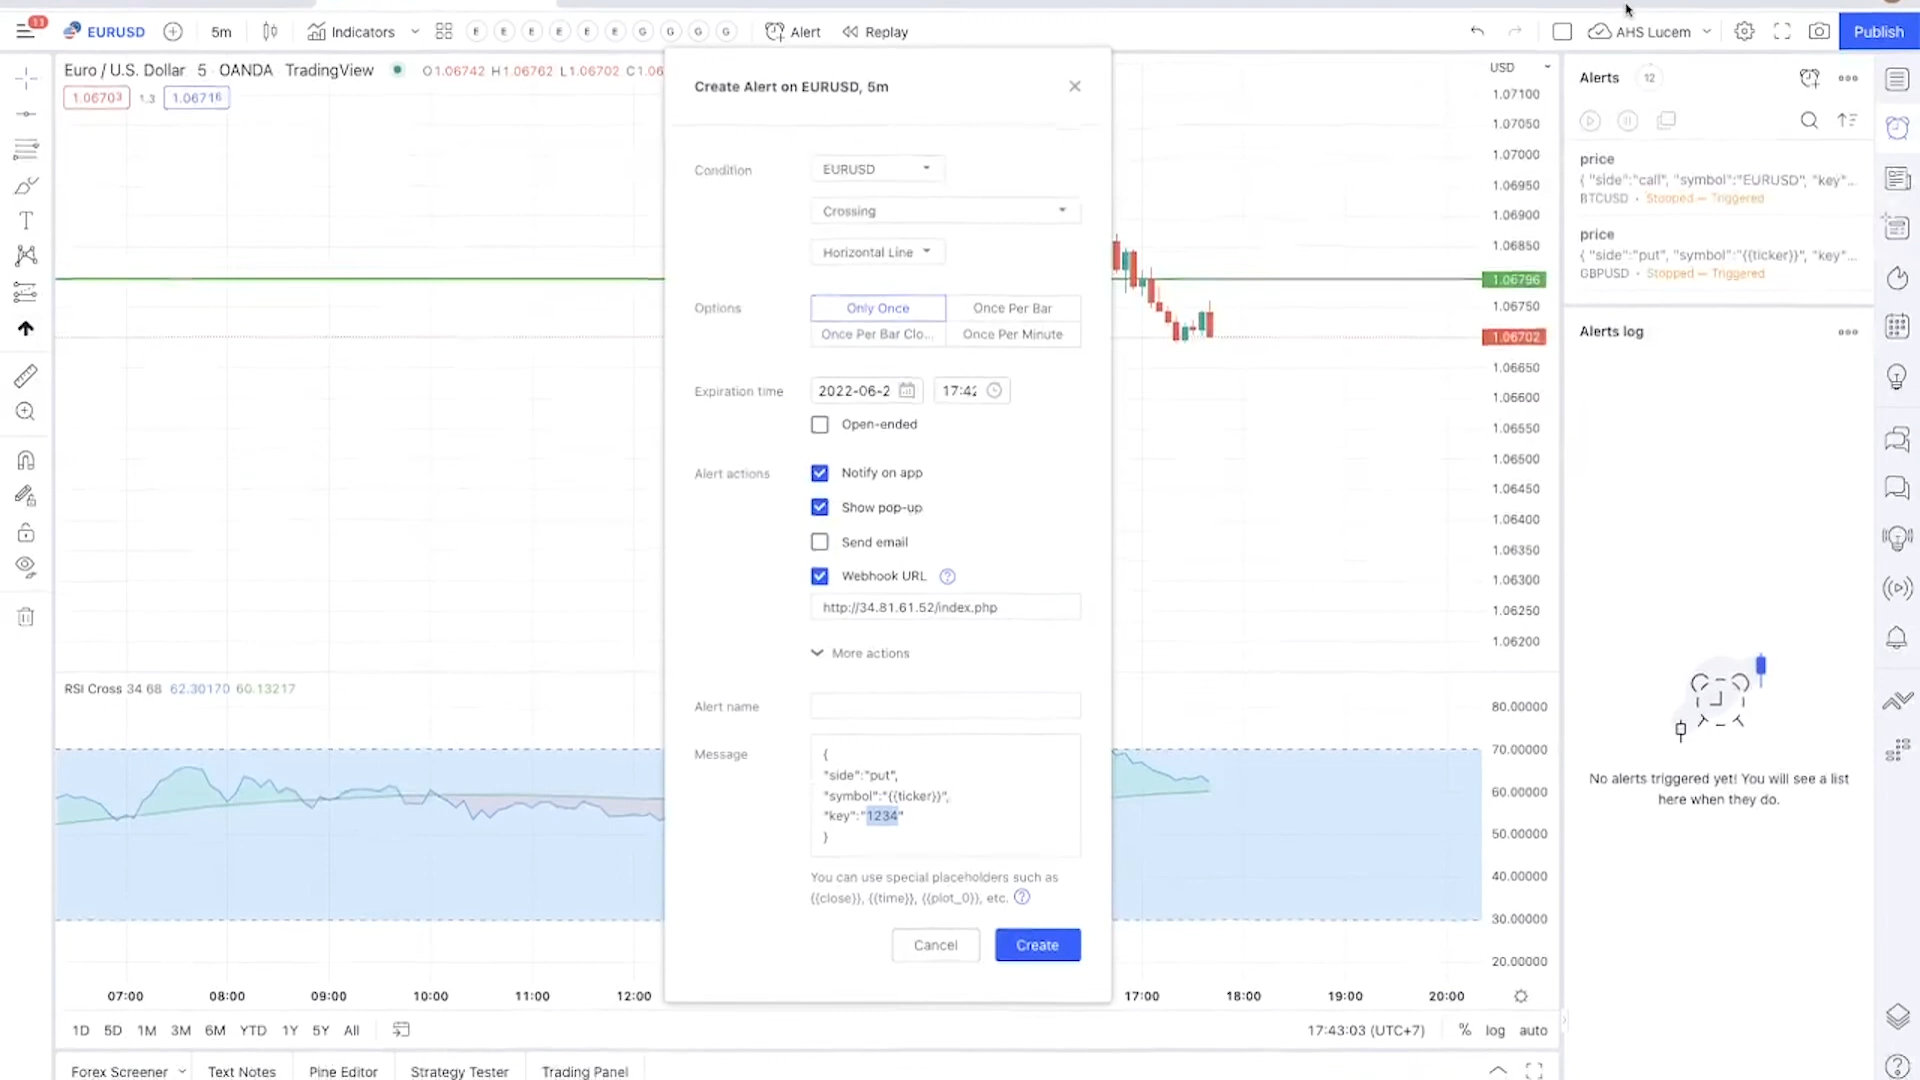 11
EURUSD
5m
Indicators
E E E E E E G G G G
Alert
Replay
AHS Lucem
Publish
Euro / U.S. Dollar 5 OANDA TradingView
O1.06742 H1.06762 L1.06702 C1.06
1.06703
1.3
1.06716
Create Alert on EURUSD, 5m
Condition
EURUSD
Crossing
Horizontal Line
Options
Only Once
Once Per Bar
Once Per Bar Clo...
Once Per Minute
Expiration time
2022-06-2
17:42
Open-ended
Alert actions
Notify on app
Show pop-up
Send email
Webhook URL
http://34.81.61.52/index.php
More actions
Alert name
Message
{
"side":"put",
"symbol":"{{ticker}}",
"key":"1234"
}
You can use special placeholders such as
{{close}}, {{time}}, {{plot_0}}, etc.
Cancel
Create
USD
1.07100
1.07050
1.07000
1.06950
1.06900
1.06850
1.06796
1.06750
1.06702
1.06650
1.06600
1.06550
1.06500
1.06450
1.06400
1.06350
1.06300
1.06250
1.06200
RSI Cross 34 68 62.30170 60.13217
80.00000
70.00000
60.00000
50.00000
40.00000
30.00000
20.00000
07:00
08:00
09:00
10:00
11:00
12:00
17:00
18:00
19:00
20:00
1D 5D 1M 3M 6M YTD 1Y 5Y All
17:43:03 (UTC+7)
% log auto
Forex Screener
Text Notes
Pine Editor
Strategy Tester
Trading Panel
Alerts
12
price
{ "side":"call", "symbol":"EURUSD", "key"...
BTCUSD • Stopped — Triggered
price
{ "side":"put", "symbol":"{{ticker}}", "key"...
GBPUSD • Stopped — Triggered
Alerts log
No alerts triggered yet! You will see a list
here when they do.